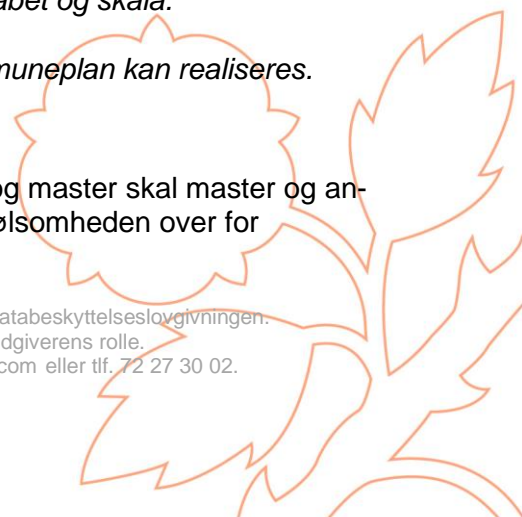 abet og skala.
muneplan kan realiseres.
og master skal master og an-
ølsomheden over for
atabeskyttelseslovgivningen.
dgiverens rolle.
com eller tlf. 72 27 30 02.